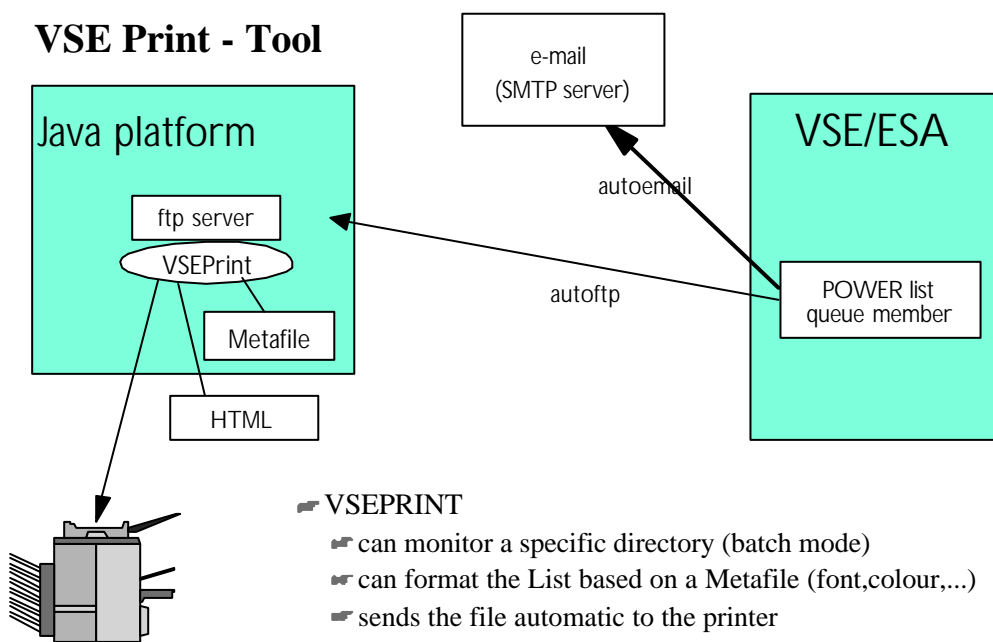 VSE Print - Tool
e-mail
(SMTP server)
Java platform
VSE/ESA
autoemail
ftp server
VSEPrint
autoftp
POWER list
queue member
Metafile
HTML
VSEPRINT
can monitor a specific directory (batch mode)
can format the List based on a Metafile (font,colour,...)
sends the file automatic to the printer